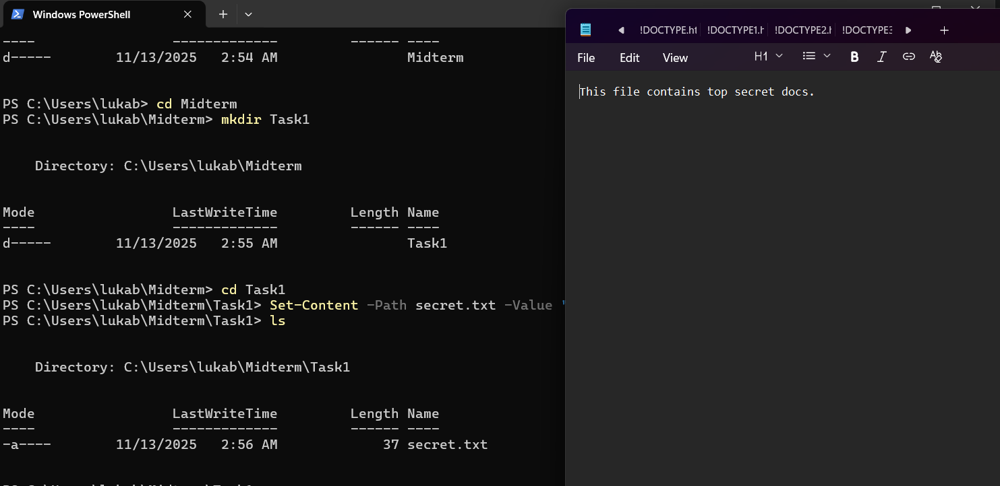 Windows PowerShell
---- ------------- ------ ----
d----- 11/13/2025 2:54 AM Midterm
PS C:\Users\lukab> cd Midterm
PS C:\Users\lukab\Midterm> mkdir Task1
Directory: C:\Users\lukab\Midterm
Mode LastWriteTime Length Name
---- ------------- ------ ----
d----- 11/13/2025 2:55 AM Task1
PS C:\Users\lukab\Midterm> cd Task1
PS C:\Users\lukab\Midterm\Task1> Set-Content -Path secret.txt -Value '
PS C:\Users\lukab\Midterm\Task1> ls
Directory: C:\Users\lukab\Midterm\Task1
Mode LastWriteTime Length Name
---- ------------- ------ ----
-a---- 11/13/2025 2:56 AM 37 secret.txt
!DOCTYPE.ht !DOCTYPE1.h !DOCTYPE2.h !DOCTYPE3
File Edit View H1 B I
This file contains top secret docs.